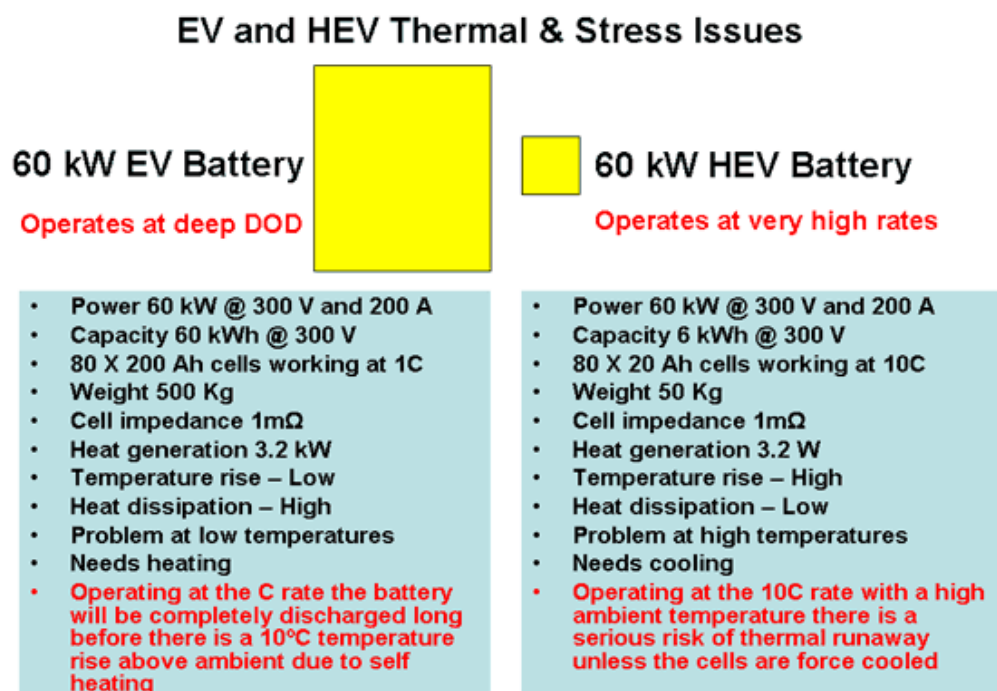 EV and HEV Thermal & Stress Issues
60 kW EV Battery
Operates at deep DOD
60 kW HEV Battery
Operates at very high rates
• Power 60 kW @ 300 V and 200 A
• Capacity 60 kWh @ 300 V
• 80 X 200 Ah cells working at 1C
• Weight 500 Kg
• Cell impedance 1mΩ
• Heat generation 3.2 kW
• Temperature rise – Low
• Heat dissipation – High
• Problem at low temperatures
• Needs heating
• Operating at the C rate the battery
will be completely discharged long
before there is a 10ºC temperature
rise above ambient due to self
heating
• Power 60 kW @ 300 V and 200 A
• Capacity 6 kWh @ 300 V
• 80 X 20 Ah cells working at 10C
• Weight 50 Kg
• Cell impedance 1mΩ
• Heat generation 3.2 W
• Temperature rise – High
• Heat dissipation – Low
• Problem at high temperatures
• Needs cooling
• Operating at the 10C rate with a high
ambient temperature there is a
serious risk of thermal runaway
unless the cells are force cooled